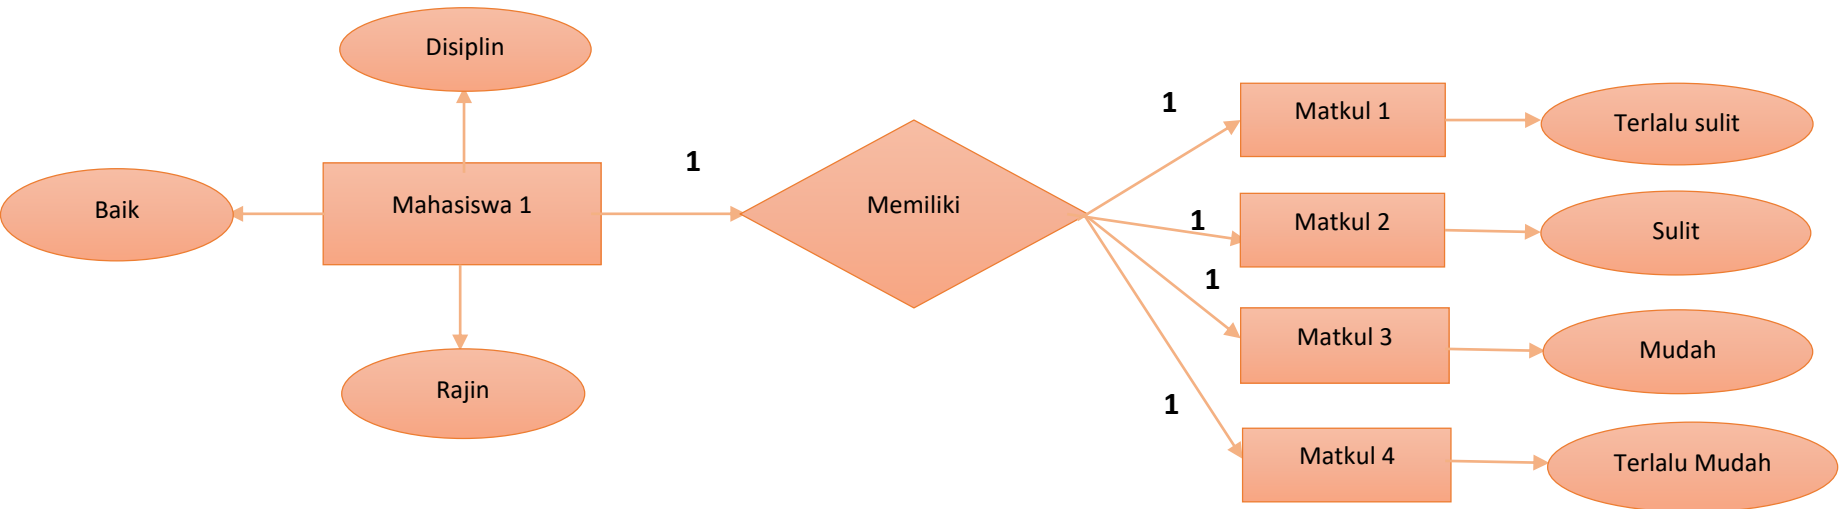 Disiplin
Baik
Mahasiswa 1
Rajin
1
Memiliki
1
Matkul 1
Terlalu sulit
1
Matkul 2
Sulit
1
Matkul 3
Mudah
1
Matkul 4
Terlalu Mudah